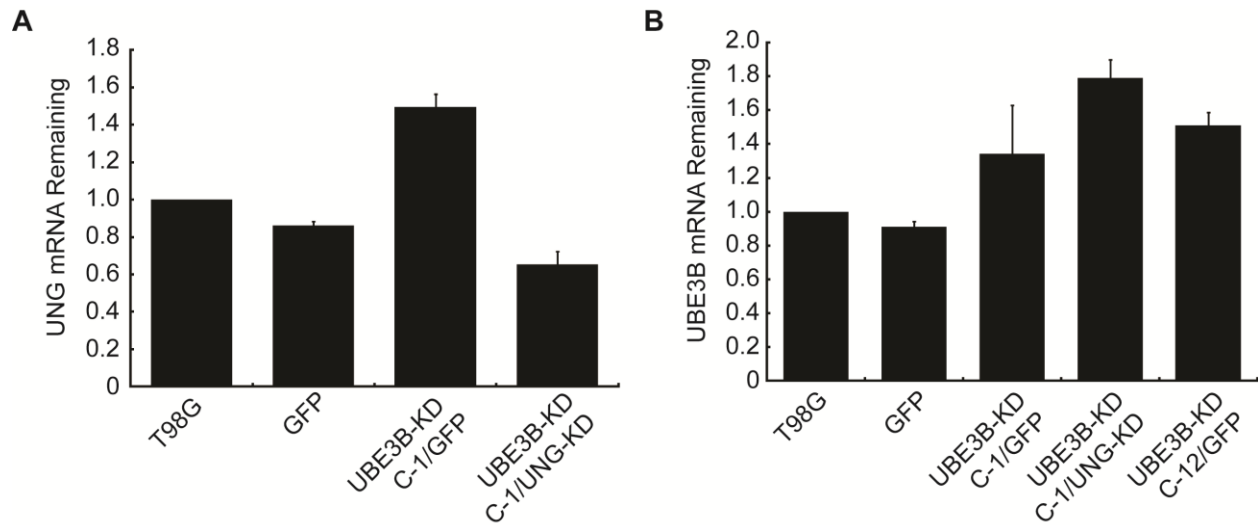 A
UNG mRNA Remaining
1.8
1.6
1.4
1.2
1.0
0.8
0.6
0.4
0.2
0
T98G
GFP
UBE3B-KD
C-1/GFP
UBE3B-KD
C-1/UNG-KD
B
UBE3B mRNA Remaining
2.0
1.8
1.6
1.4
1.2
1.0
0.8
0.6
0.4
0.2
0
T98G
GFP
UBE3B-KD
C-1/GFP
UBE3B-KD
C-1/UNG-KD
UBE3B-KD
C-12/GFP